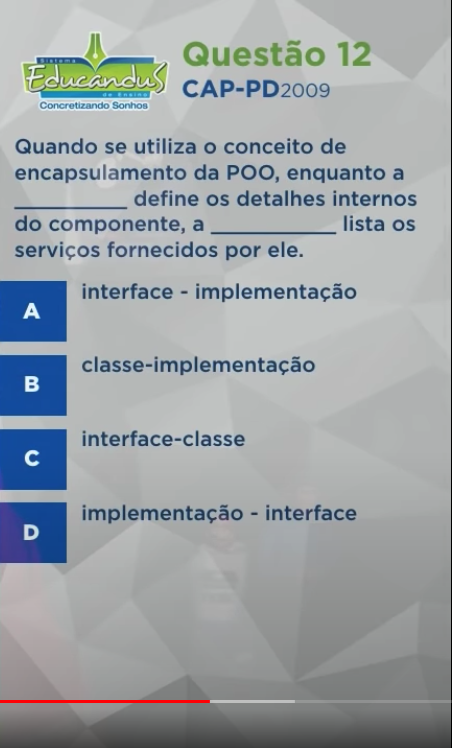 Sistema
Educandus
de Ensino
Concretizando Sonhos
Questão 12
CAP-PD2009
Quando se utiliza o conceito de
encapsulamento da POO, enquanto a
__________ define os detalhes internos
do componente, a ___________ lista os
serviços fornecidos por ele.
A
interface - implementação
B
classe-implementação
C
interface-classe
D
implementação - interface